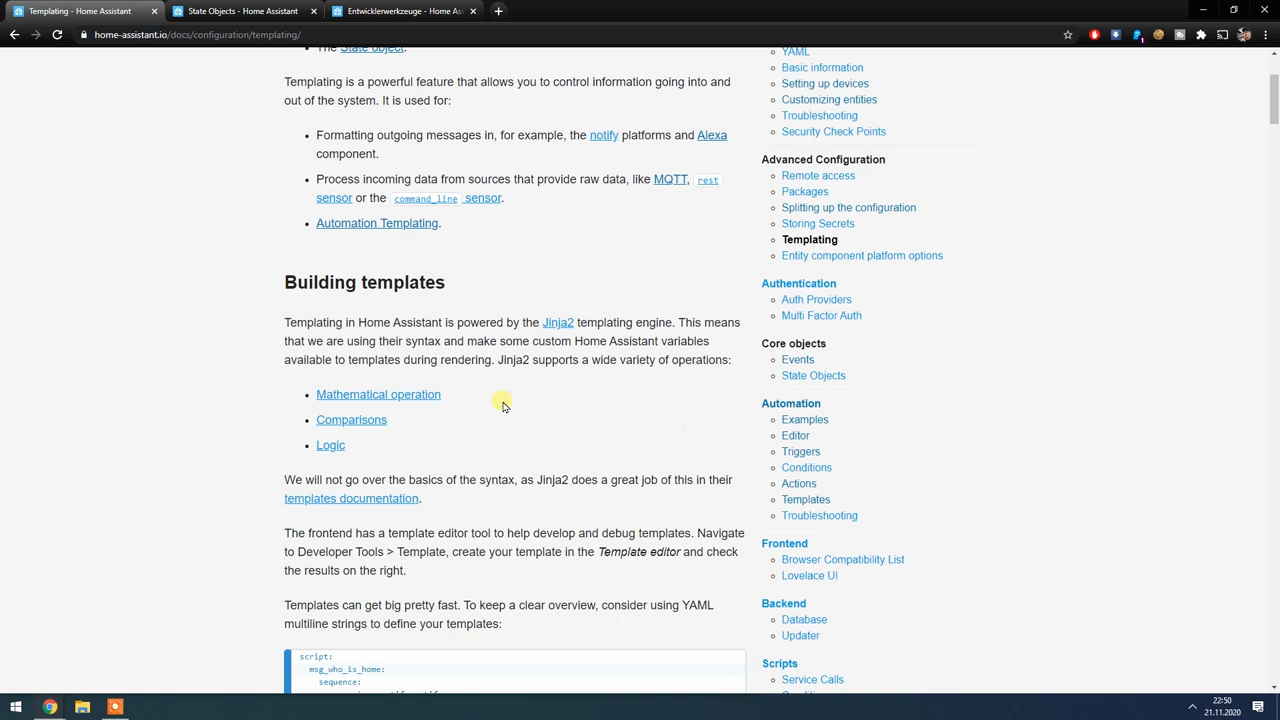 Templating - Home Assistant
State Objects - Home Assistant
Entwicklerwerkzeuge - Home Ass
home-assistant.io/docs/configuration/templating/
The State object.
Templating is a powerful feature that allows you to control information going into and
out of the system. It is used for:
Formatting outgoing messages in, for example, the notify platforms and Alexa
component.
Process incoming data from sources that provide raw data, like MQTT, rest
sensor or the command_line sensor.
Automation Templating.
Building templates
Templating in Home Assistant is powered by the Jinja2 templating engine. This means
that we are using their syntax and make some custom Home Assistant variables
available to templates during rendering. Jinja2 supports a wide variety of operations:
Mathematical operation
Comparisons
Logic
We will not go over the basics of the syntax, as Jinja2 does a great job of this in their
templates documentation.
The frontend has a template editor tool to help develop and debug templates. Navigate
to Developer Tools > Template, create your template in the Template editor and check
the results on the right.
Templates can get big pretty fast. To keep a clear overview, consider using YAML
multiline strings to define your templates:
script:
msg_who_is_home:
sequence:
YAML
Basic information
Setting up devices
Customizing entities
Troubleshooting
Security Check Points
Advanced Configuration
Remote access
Packages
Splitting up the configuration
Storing Secrets
Templating
Entity component platform options
Authentication
Auth Providers
Multi Factor Auth
Core objects
Events
State Objects
Automation
Examples
Editor
Triggers
Conditions
Actions
Templates
Troubleshooting
Frontend
Browser Compatibility List
Lovelace UI
Backend
Database
Updater
Scripts
Service Calls
22:50
21.11.2020